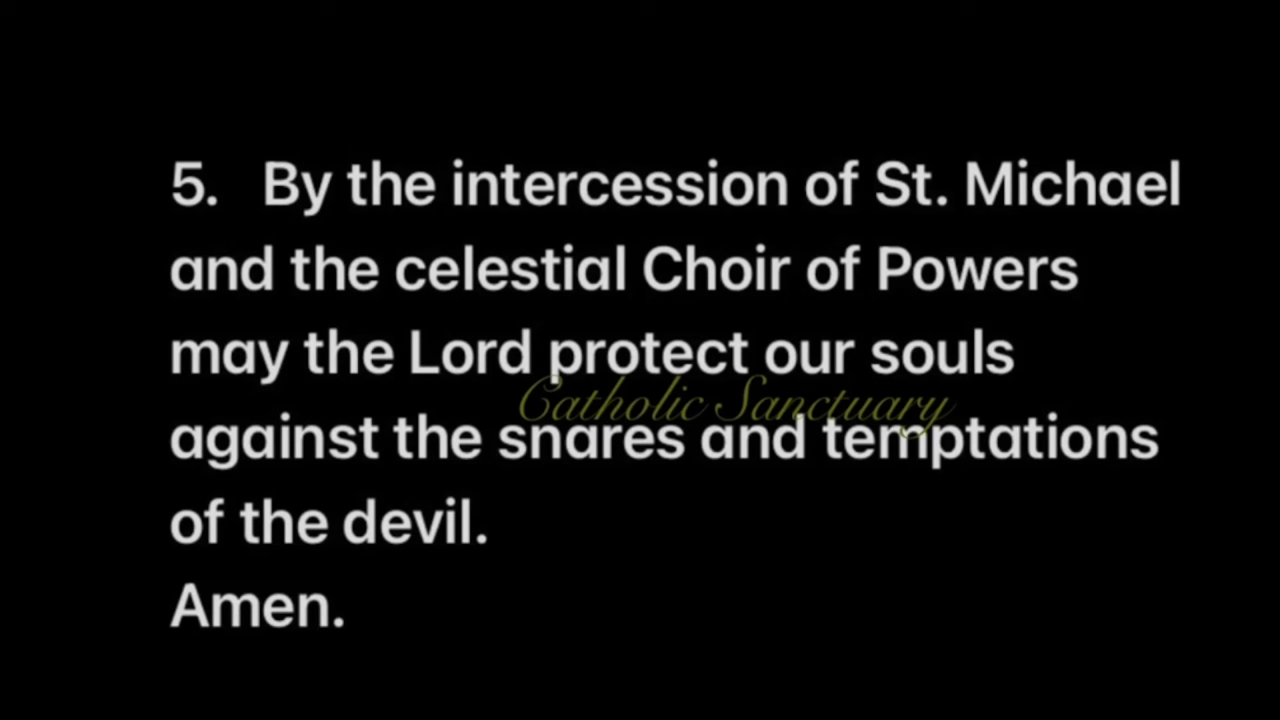 5. By the intercession of St. Michael
and the celestial Choir of Powers
may the Lord protect our souls
Catholic Sanctuary
against the snares and temptations
of the devil.
Amen.